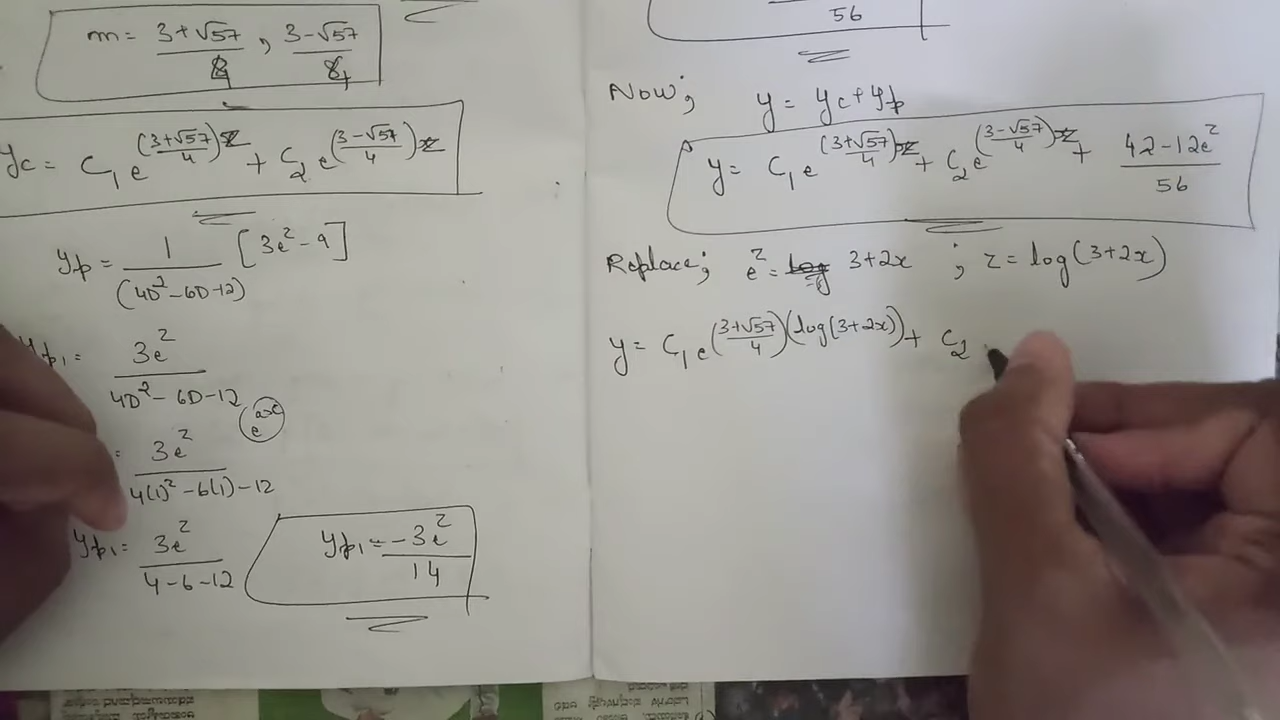 m = (3+√57)/4 , (3-√57)/4
yc = C₁ e^((3+√57)/4)z + C₂ e^((3-√57)/4)z
yp = 1/(4D²-6D-12) [3e^z - 9]
yp₁ = 3e^z/(4D²-6D-12)
e^ax
= 3e^z/(4(1)²-6(1)-12)
yp₁ = 3e^z/(4-6-12)
yp₁ = -3e^z/14
56
Now; y = yc + yp
y = C₁ e^((3+√57)/4)z + C₂ e^((3-√57)/4)z + (42-12e^z)/56
Replace; e^z = 3+2x ; z = log(3+2x)
y = C₁ e^((3+√57)/4)(log(3+2x)) + C₂